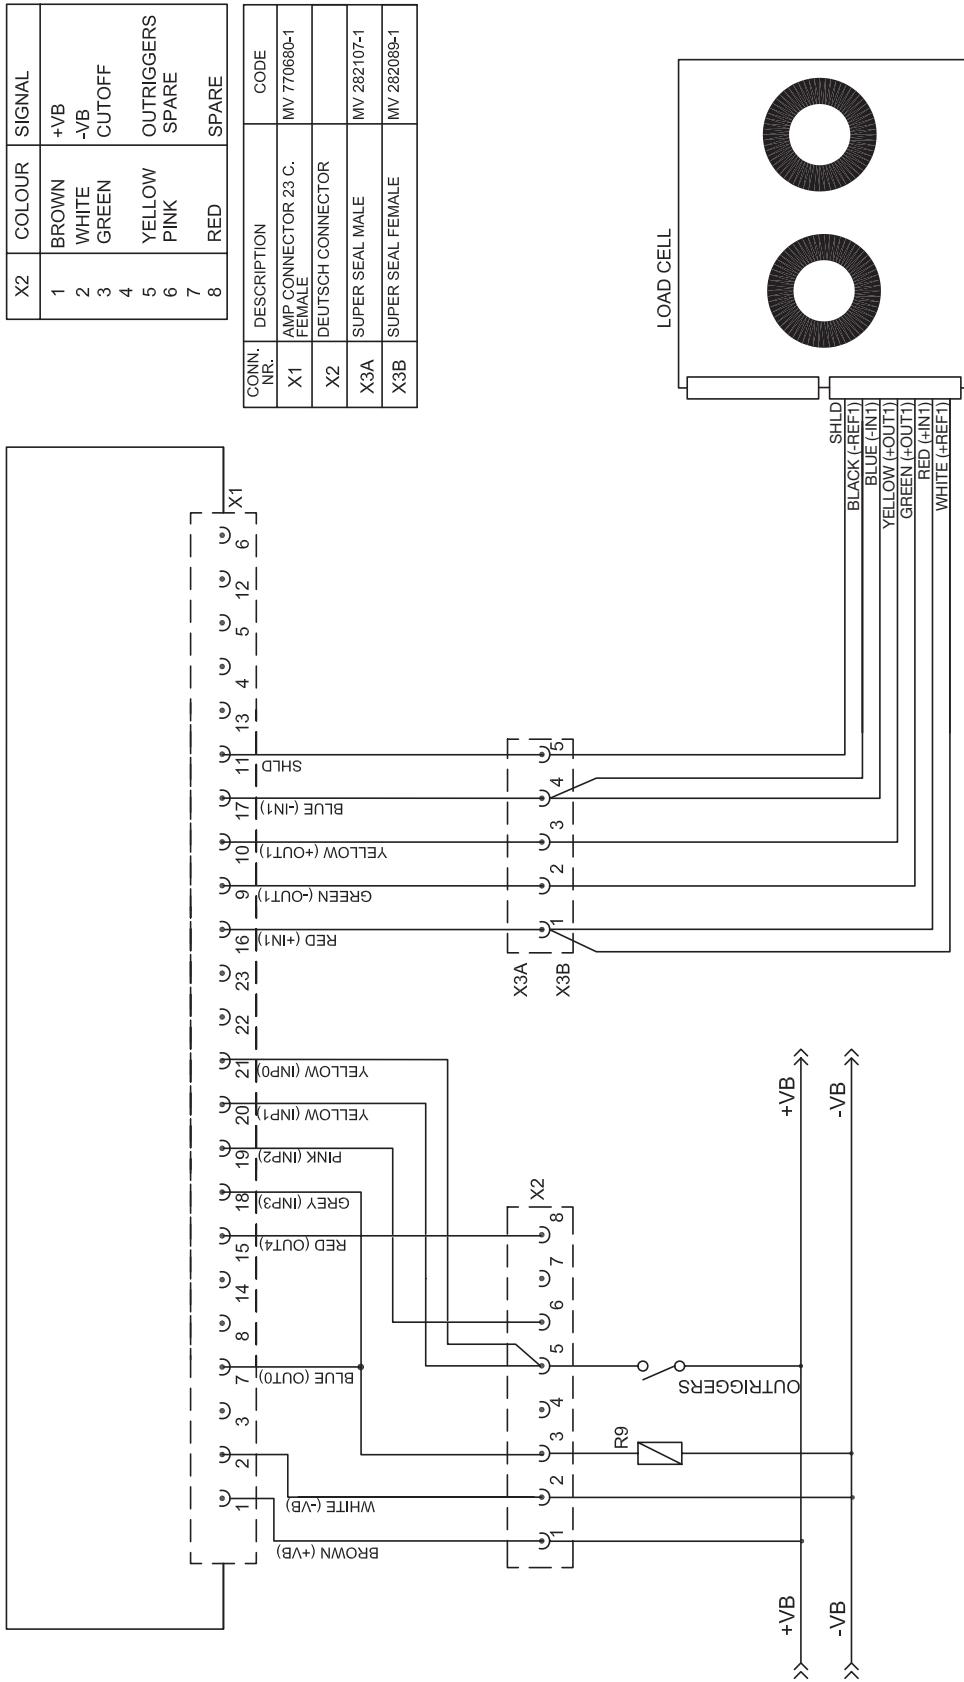 X2 COLOUR SIGNAL
1 BROWN +VB
2 WHITE -VB
3 GREEN CUTOFF
4
5 YELLOW OUTRIGGERS
6 PINK SPARE
7
8 RED SPARE
CONN. NR. DESCRIPTION CODE
X1 AMP CONNECTOR 23 C. FEMALE MV 770680-1
X2 DEUTSCH CONNECTOR
X3A SUPER SEAL MALE MV 282107-1
X3B SUPER SEAL FEMALE MV 282089-1
X1
1 2 3 7 8 14 15 18 19 20 21 22 23 16 9 10 17 11 13 4 5 12 6
BROWN (+VB)
WHITE (-VB)
BLUE (OUT0)
RED (OUT4)
GREY (INP3)
PINK (INP2)
YELLOW (INP1)
YELLOW (INP0)
RED (+IN1)
GREEN (-OUT1)
YELLOW (+OUT1)
BLUE (-IN1)
SHLD
X2
1 2 3 4 5 6 7 8
X3A
X3B
1 2 3 4 5
R9
OUTRIGGERS
+VB
-VB
+VB
-VB
LOAD CELL
SHLD
BLACK (-REF1)
BLUE (-IN1)
YELLOW (+OUT1)
GREEN (+OUT1)
RED (+IN1)
WHITE (+REF1)